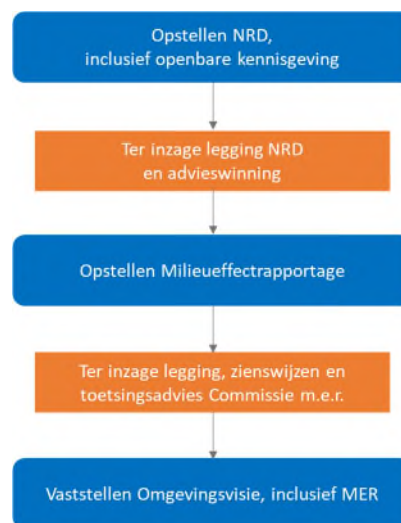 Opstellen NRD,
inclusief openbare kennisgeving
Ter inzage legging NRD
en advieswinning
Opstellen Milieueffectrapportage
Ter inzage legging, zienswijzen en
toetsingsadvies Commissie m.e.r.
Vaststellen Omgevingsvisie, inclusief MER